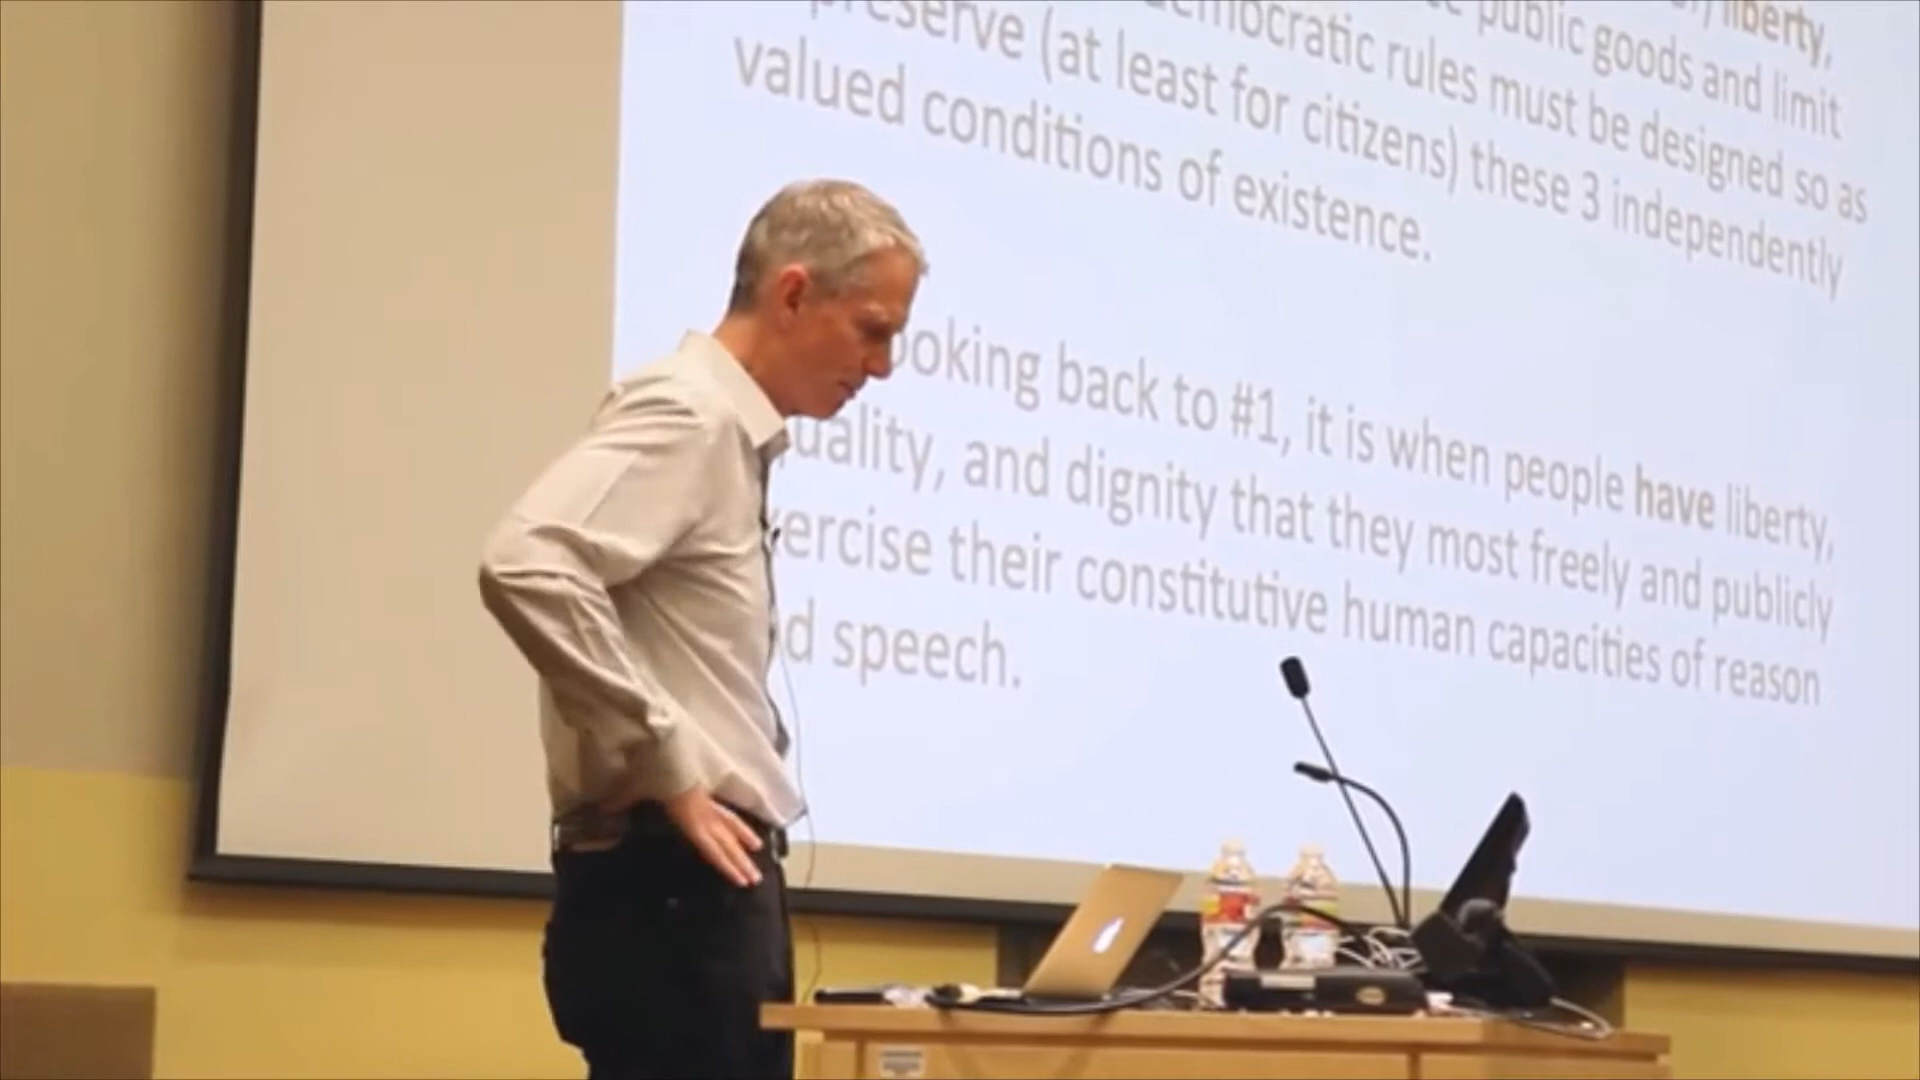 public goods and limit liberty,
democratic rules must be designed so as
preserve (at least for citizens) these 3 independently
valued conditions of existence.
ooking back to #1, it is when people have liberty,
uality, and dignity that they most freely and publicly
ercise their constitutive human capacities of reason
d speech.